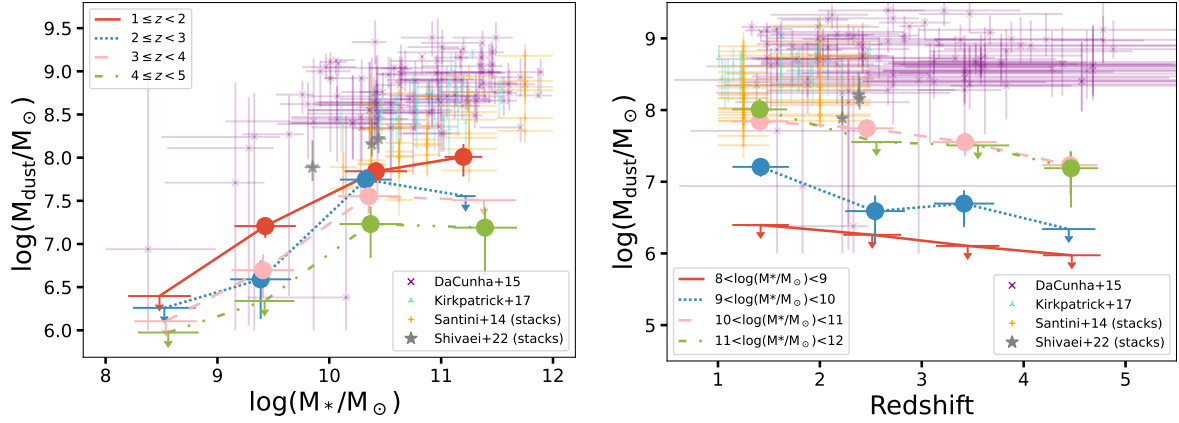 1 ≤ z < 2
2 ≤ z < 3
3 ≤ z < 4
4 ≤ z < 5
log(M_dust/M_⊙)
9.5
9.0
8.5
8.0
7.5
7.0
6.5
6.0
DaCunha+15
Kirkpatrick+17
Santini+14 (stacks)
Shivaei+22 (stacks)
8 9 10 11 12
log(M_*/M_⊙)
log(M_dust/M_⊙)
9
8
7
6
5
8<log(M*/M_⊙)<9
9<log(M*/M_⊙)<10
10<log(M*/M_⊙)<11
11<log(M*/M_⊙)<12
DaCunha+15
Kirkpatrick+17
Santini+14 (stacks)
Shivaei+22 (stacks)
1 2 3 4 5
Redshift